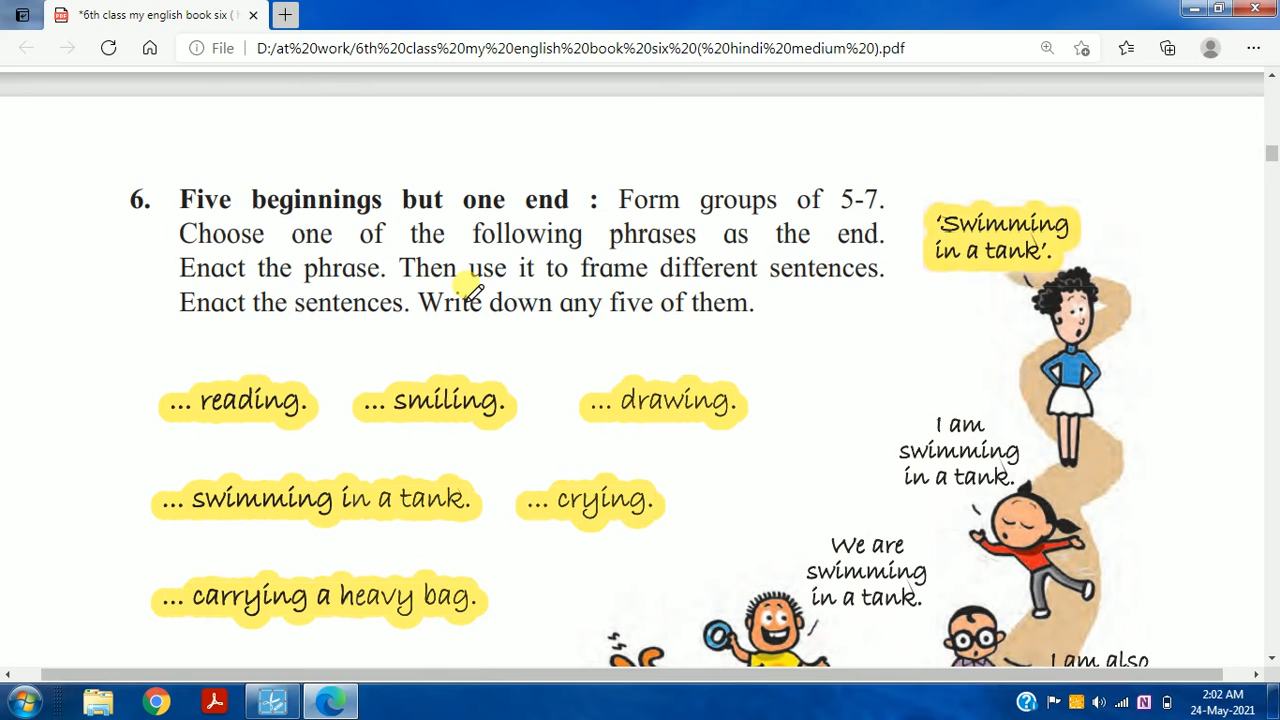 *6th class my english book six ( h
File
D:/at%20work/6th%20class%20my%20english%20book%20six%20(%20hindi%20medium%20).pdf
6. Five beginnings but one end : Form groups of 5-7.
Choose one of the following phrases as the end.
Enact the phrase. Then use it to frame different sentences.
Enact the sentences. Write down any five of them.
‘Swimming
in a tank’.
... reading.
... smiling.
... drawing.
I am
swimming
in a tank.
... swimming in a tank.
... crying.
We are
swimming
in a tank.
... carrying a heavy bag.
I am also
2:02 AM
24-May-2021